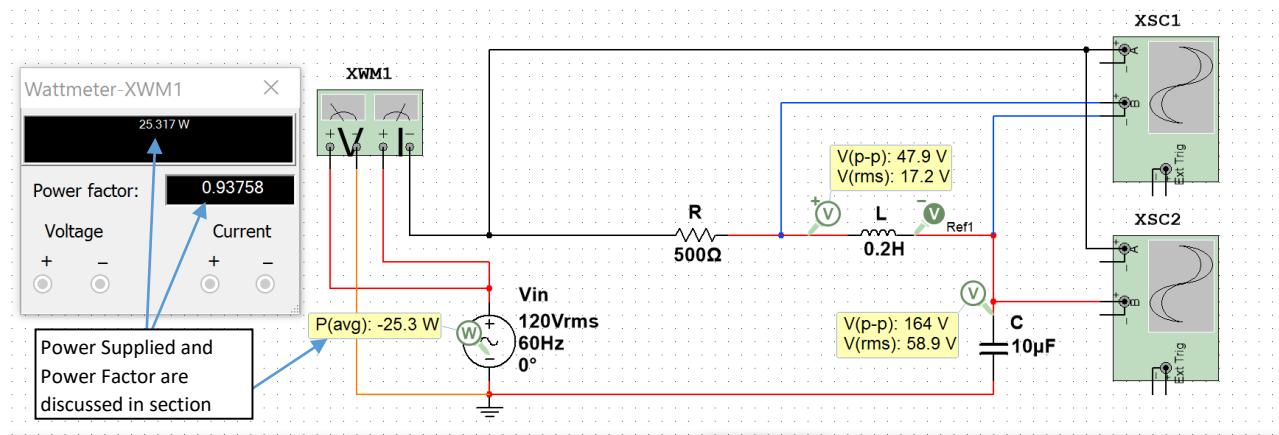 XSC1
XWM1
Wattmeter-XWM1
25.317 W
Power factor:
0.93758
Voltage
Current
+
−
+
−
V
I
+
−
+
−
V(p-p): 47.9 V
V(rms): 17.2 V
+
V
−
V
Ref1
R
500Ω
L
0.2H
A
B
+
−
+
−
Ext Trig
+
−
XSC2
Vin
120Vrms
60Hz
0°
+
−
W
P(avg): -25.3 W
V
V(p-p): 164 V
V(rms): 58.9 V
C
10µF
A
B
+
−
+
−
Ext Trig
+
−
Power Supplied and
Power Factor are
discussed in section